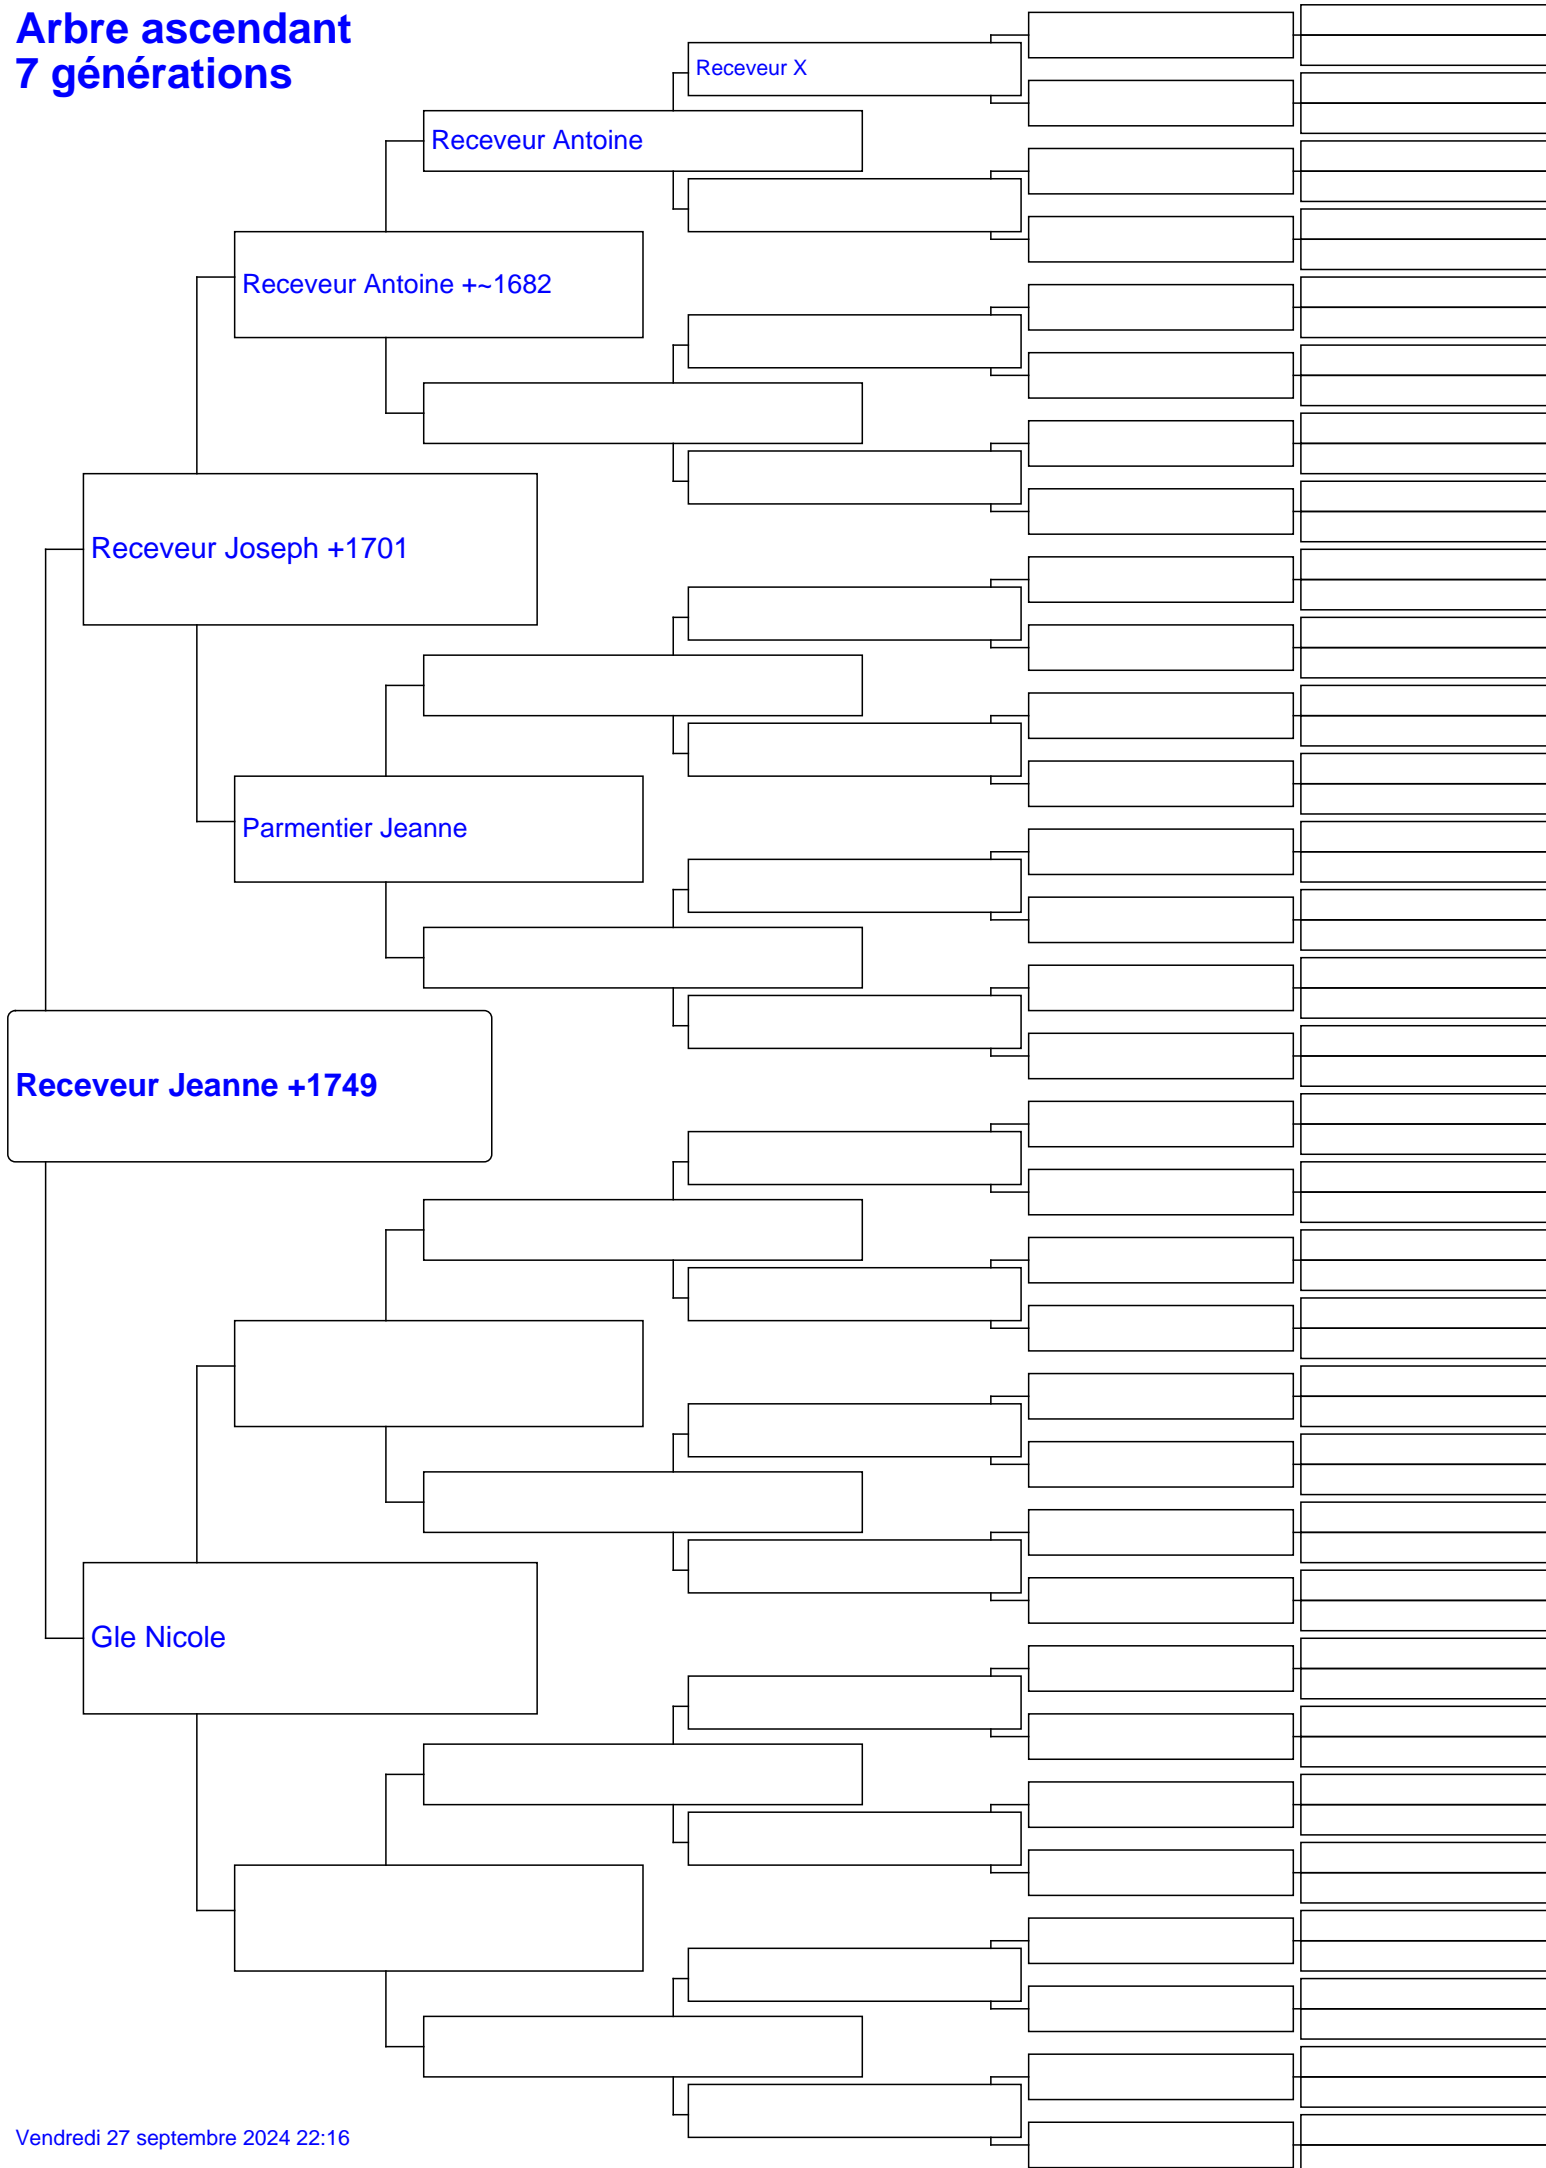 Arbre ascendant
7 générations
Receveur X
Receveur Antoine
Receveur Antoine +~1682
Receveur Joseph +1701
Parmentier Jeanne
Receveur Jeanne +1749
Gle Nicole
Vendredi 27 septembre 2024 22:16